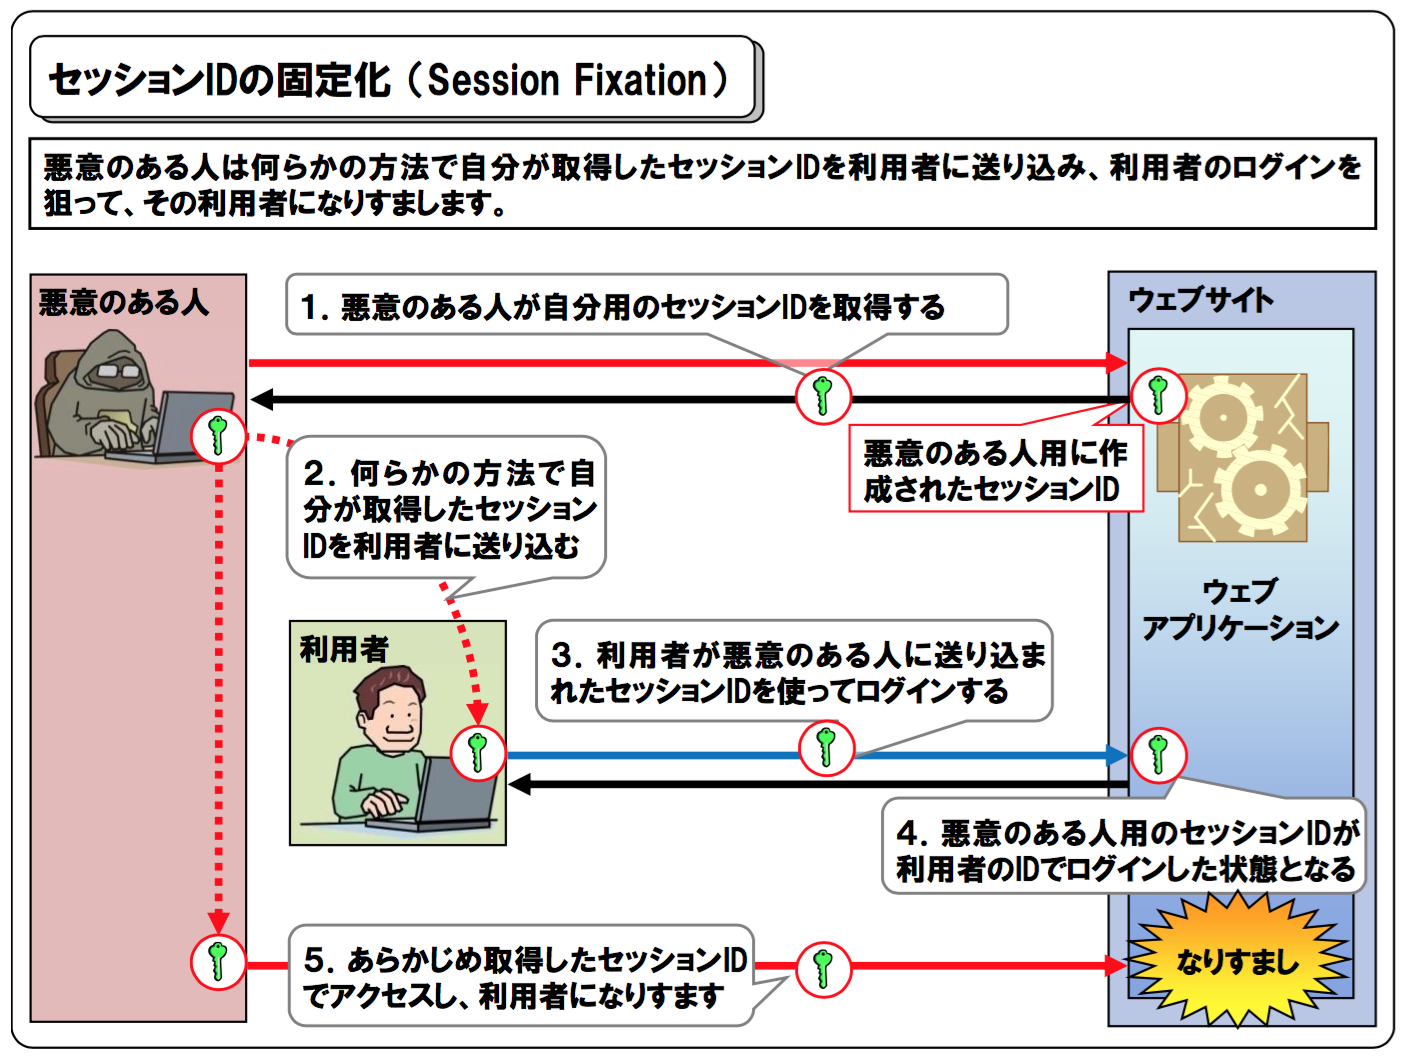 セッションIDの固定化（Session Fixation）
悪意のある人は何らかの方法で自分が取得したセッションIDを利用者に送り込み、利用者のログインを
狙って、その利用者になりすまします。
悪意のある人
1．悪意のある人が自分用のセッションIDを取得する
ウェブサイト
悪意のある人用に作
成されたセッションID
2．何らかの方法で自
分が取得したセッション
IDを利用者に送り込む
ウェブ
アプリケーション
利用者
3．利用者が悪意のある人に送り込ま
れたセッションIDを使ってログインする
4．悪意のある人用のセッションIDが
利用者のIDでログインした状態となる
5．あらかじめ取得したセッションID
でアクセスし、利用者になりすます
なりすまし